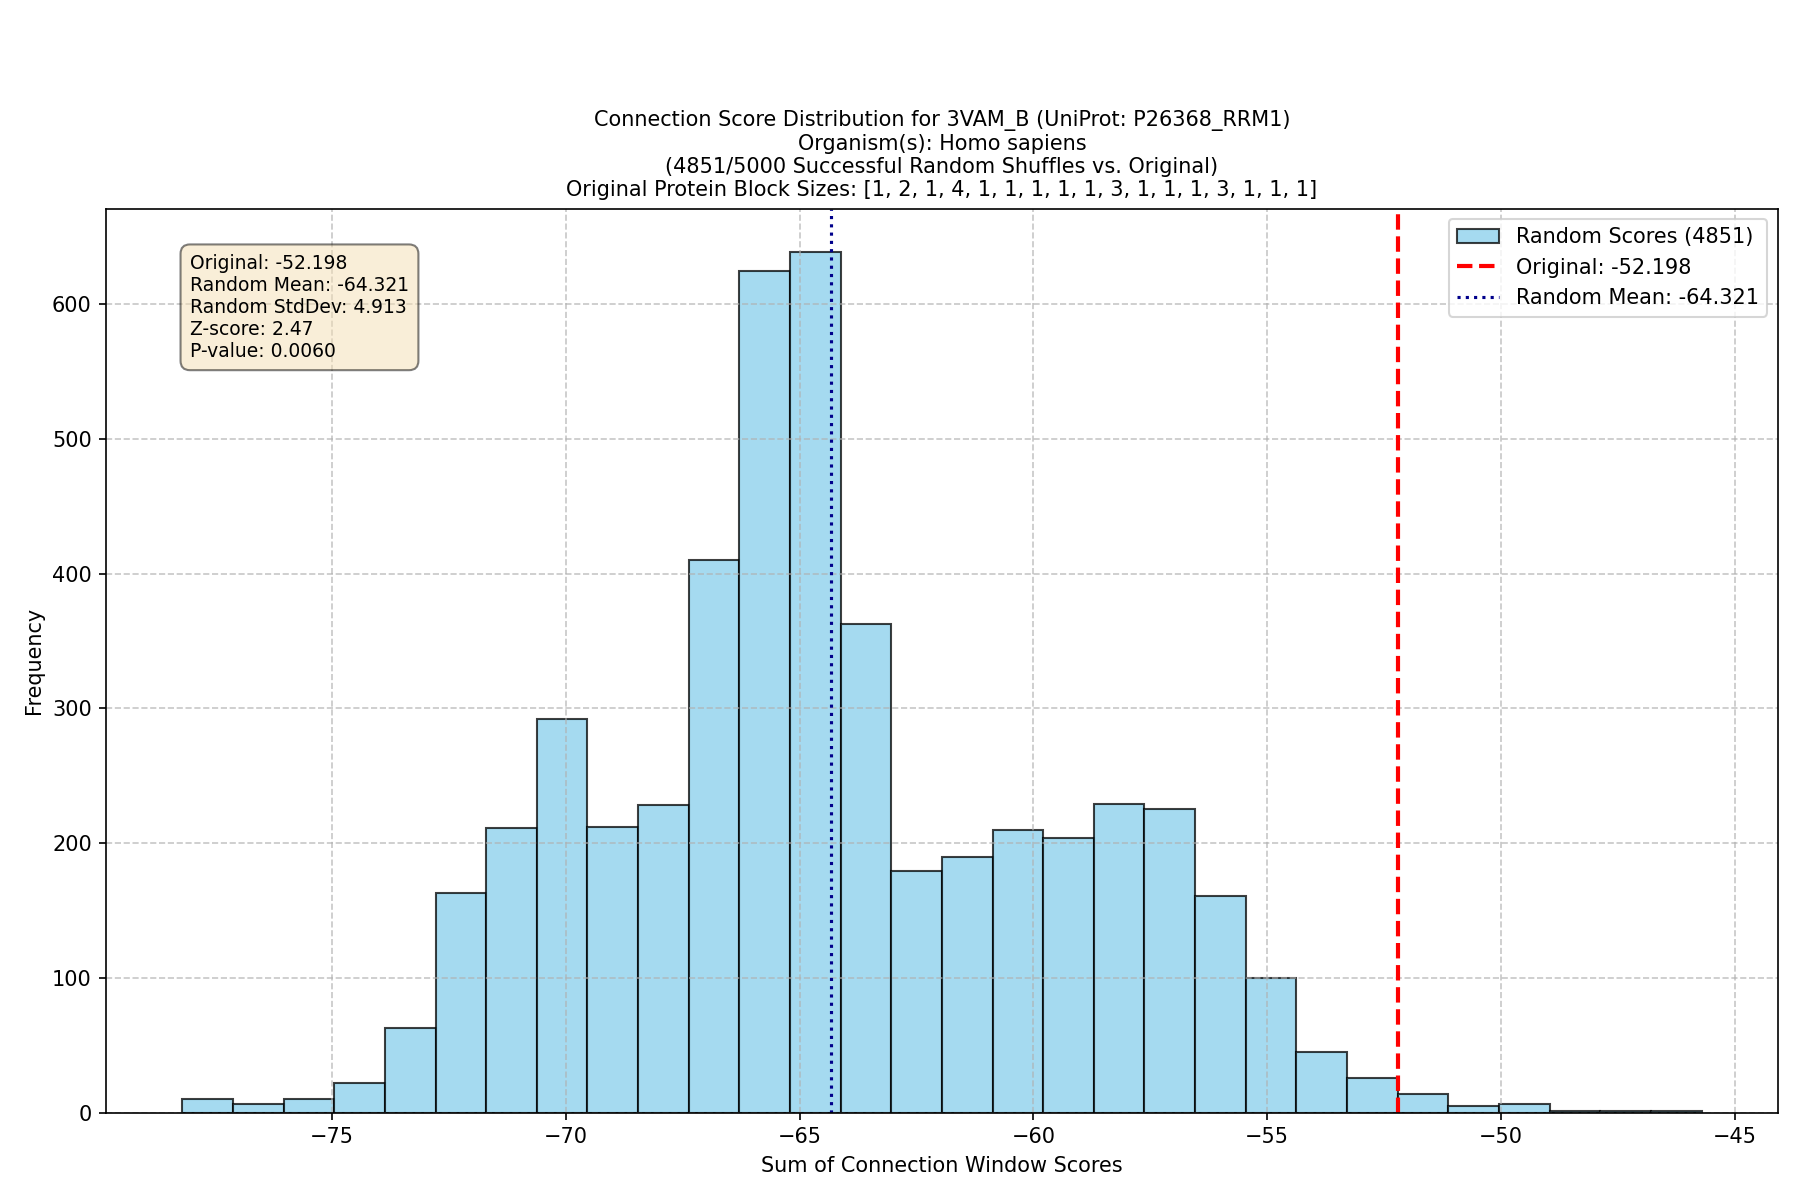 Connection Score Distribution for 3VAM_B (UniProt: P26368_RRM1)
Organism(s): Homo sapiens
(4851/5000 Successful Random Shuffles vs. Original)
Original Protein Block Sizes: [1, 2, 1, 4, 1, 1, 1, 1, 1, 3, 1, 1, 1, 3, 1, 1, 1]
Original: -52.198
Random Mean: -64.321
Random StdDev: 4.913
Z-score: 2.47
P-value: 0.0060
Random Scores (4851)
Original: -52.198
Random Mean: -64.321
Frequency
600
500
400
300
200
100
0
−75
−70
−65
−60
−55
−50
−45
Sum of Connection Window Scores